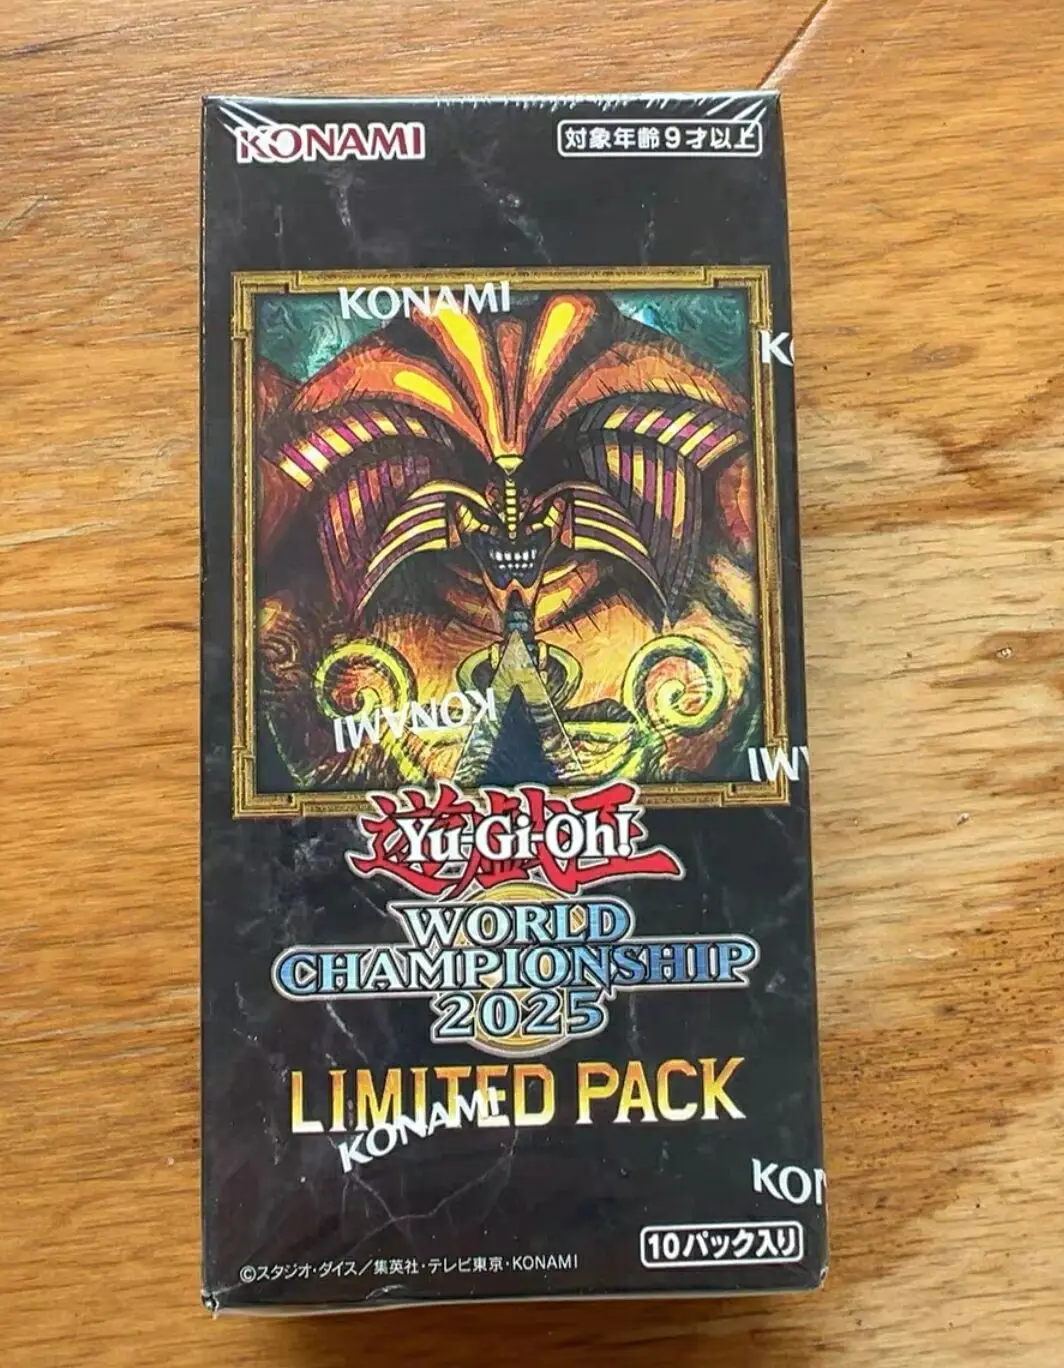 KONAMI
対象年齢9才以上
KONAMI
KO
KONAMI
AMI
遊戯王
Yu-Gi-Oh!
WORLD
CHAMPIONSHIP
2025
LIMITED PACK
KONAMI
KON
10パック入り
©スタジオ・ダイス/集英社・テレビ東京・KONAMI